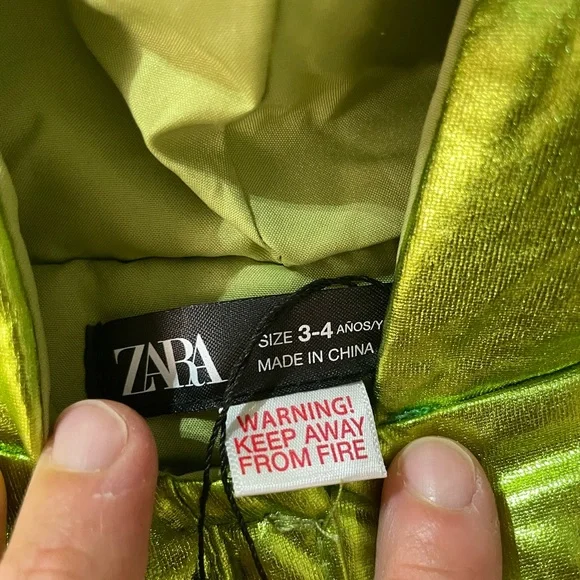 ZARA
SIZE 3-4 AÑOS/Y
MADE IN CHINA
WARNING!
KEEP AWAY
FROM FIRE